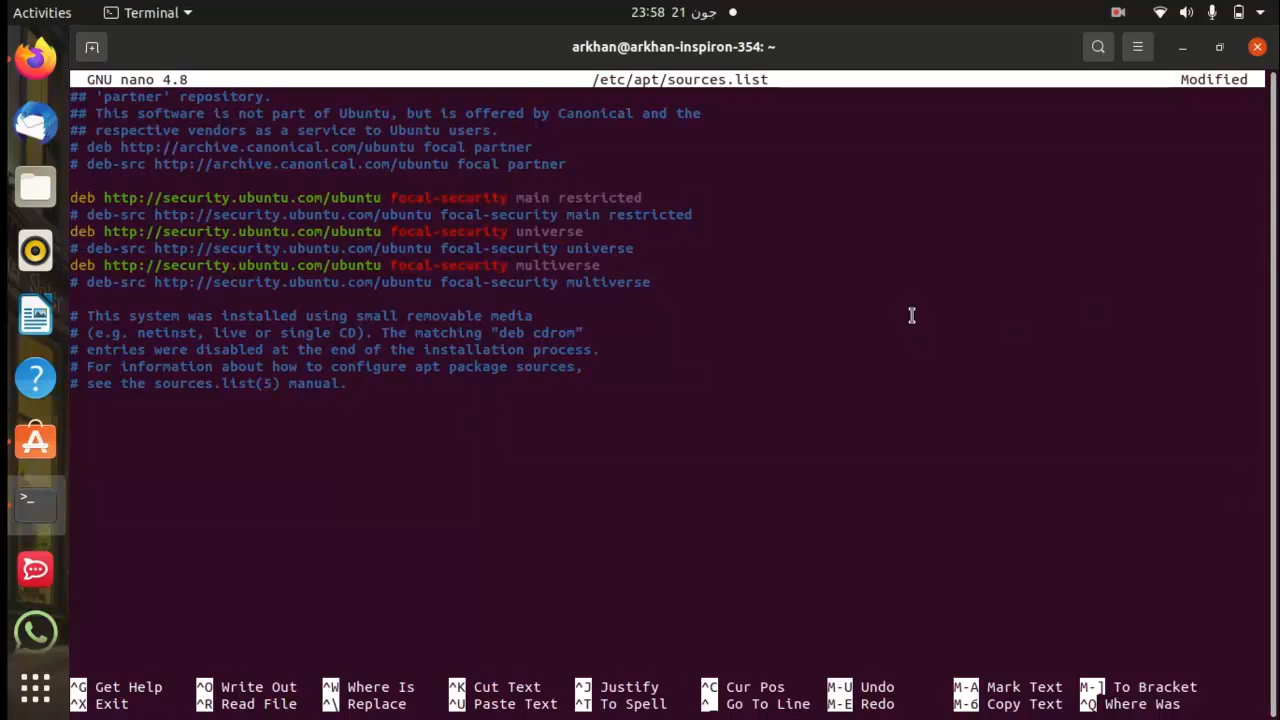 Activities Terminal 23:58 21 جون
arkhan@arkhan-inspiron-354: ~
GNU nano 4.8 /etc/apt/sources.list Modified
## 'partner' repository.
## This software is not part of Ubuntu, but is offered by Canonical and the
## respective vendors as a service to Ubuntu users.
# deb http://archive.canonical.com/ubuntu focal partner
# deb-src http://archive.canonical.com/ubuntu focal partner
deb http://security.ubuntu.com/ubuntu focal-security main restricted
# deb-src http://security.ubuntu.com/ubuntu focal-security main restricted
deb http://security.ubuntu.com/ubuntu focal-security universe
# deb-src http://security.ubuntu.com/ubuntu focal-security universe
deb http://security.ubuntu.com/ubuntu focal-security multiverse
# deb-src http://security.ubuntu.com/ubuntu focal-security multiverse
# This system was installed using small removable media
# (e.g. netinst, live or single CD). The matching "deb cdrom"
# entries were disabled at the end of the installation process.
# For information about how to configure apt package sources,
# see the sources.list(5) manual.
^G Get Help ^O Write Out ^W Where Is ^K Cut Text ^J Justify ^C Cur Pos M-U Undo M-A Mark Text M-] To Bracket
^X Exit ^R Read File ^\ Replace ^U Paste Text ^T To Spell ^_ Go To Line M-E Redo M-6 Copy Text ^Q Where Was